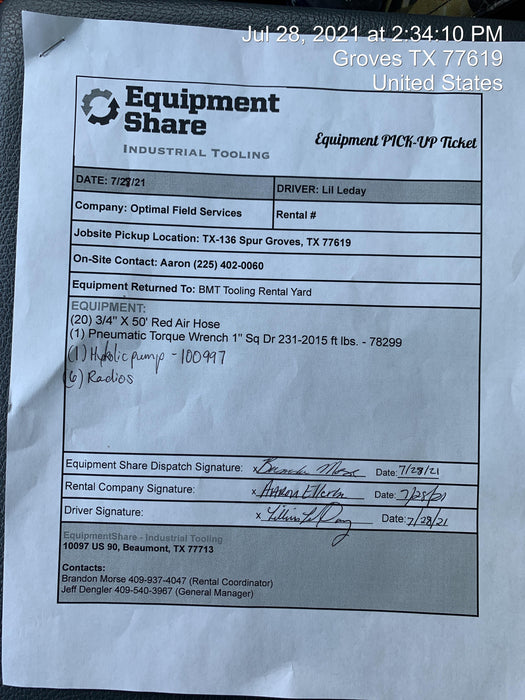 Jul 28, 2021 at 2:34:10 PM
Groves TX 77619
United States
Equipment
Share
INDUSTRIAL TOOLING
Equipment PICK-UP Ticket
DATE: 7/28/21
DRIVER: Lil Leday
Company: Optimal Field Services
Rental #
Jobsite Pickup Location: TX-136 Spur Groves, TX 77619
On-Site Contact: Aaron (225) 402-0060
Equipment Returned To: BMT Tooling Rental Yard
EQUIPMENT:
(20) 3/4" X 50' Red Air Hose
(1) Pneumatic Torque Wrench 1" Sq Dr 231-2015 ft lbs. - 78299
(1) pump - 100997
(6) Radios
Equipment Share Dispatch Signature: x Date: 7/28/21
Rental Company Signature: x Aaron Date: 7/28/21
Driver Signature: x Date: 7/28/21
EquipmentShare - Industrial Tooling
10097 US 90, Beaumont, TX 77713
Contacts:
Brandon Morse 409-937-4047 (Rental Coordinator)
Jeff Dengler 409-540-3967 (General Manager)